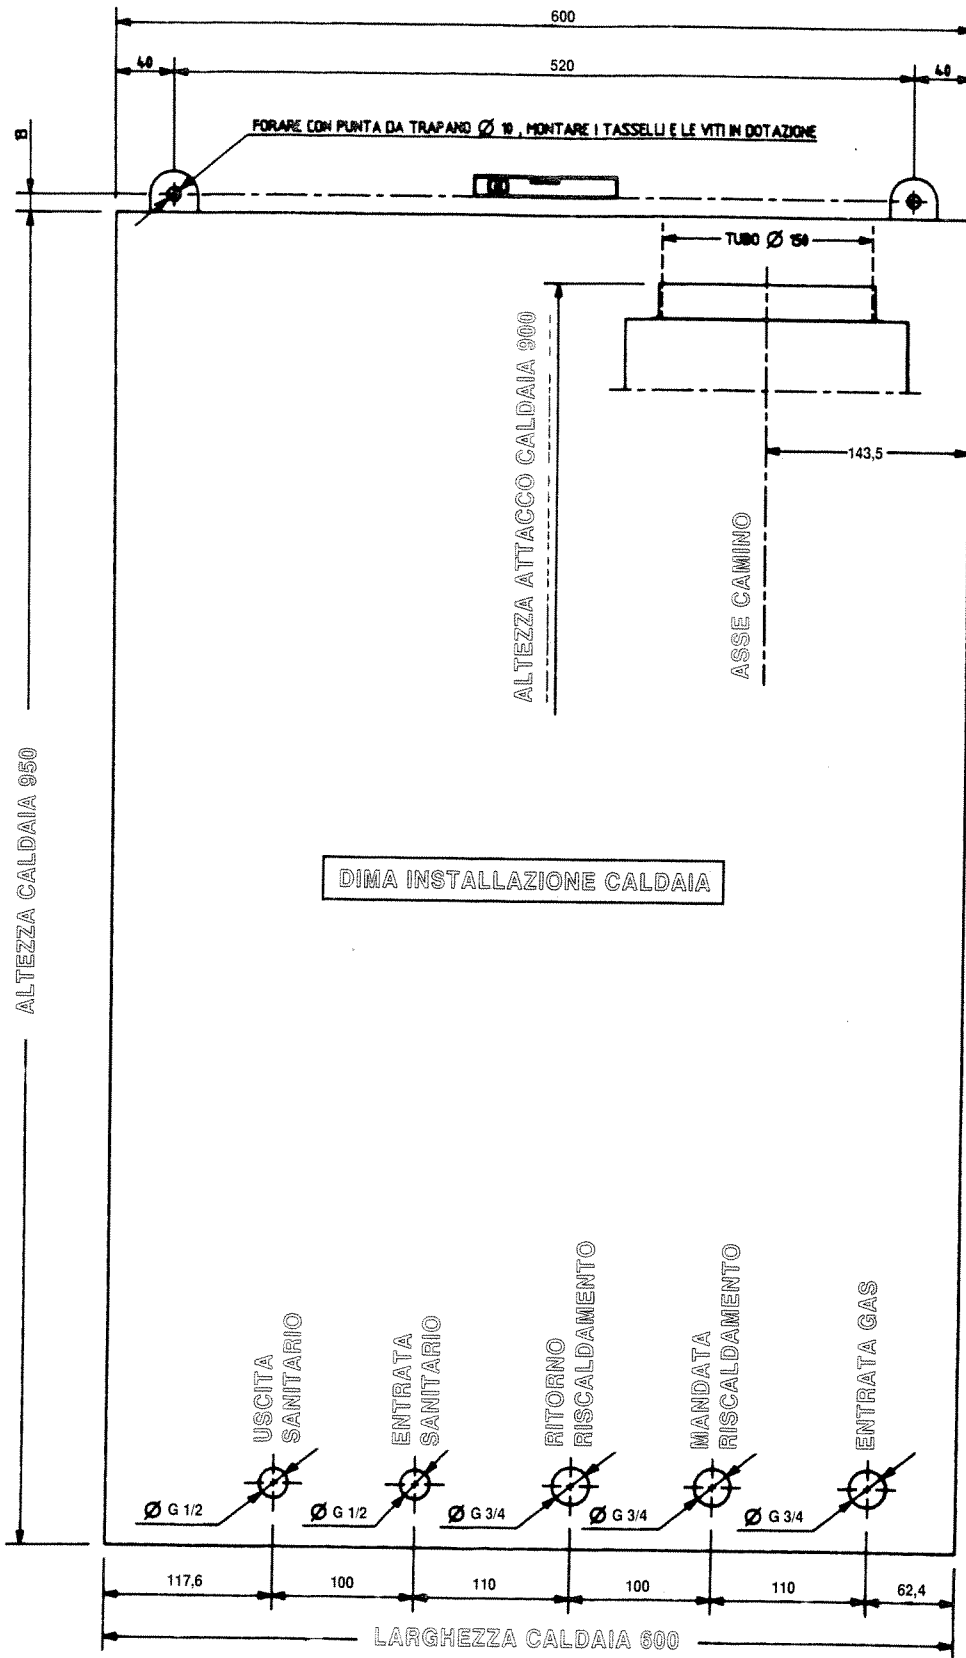 600
40
520
40
FORARE CON PUNTA DA TRAPANO Ø 10 , MONTARE I TASSELLI E LE VITI IN DOTAZIONE
TUBO Ø 150
ALTEZZA ATTACCO CALDAIA 900
143,5
ASSE CAMINO
ALTEZZA CALDAIA 950
DIMA INSTALLAZIONE CALDAIA
USCITA
SANITARIO
ENTRATA
SANITARIO
RITORNO
RISCALDAMENTO
MANDATA
RISCALDAMENTO
ENTRATA GAS
Ø G 1/2
Ø G 1/2
Ø G 3/4
Ø G 3/4
Ø G 3/4
117,6
100
110
100
110
62,4
LARGHEZZA CALDAIA 600